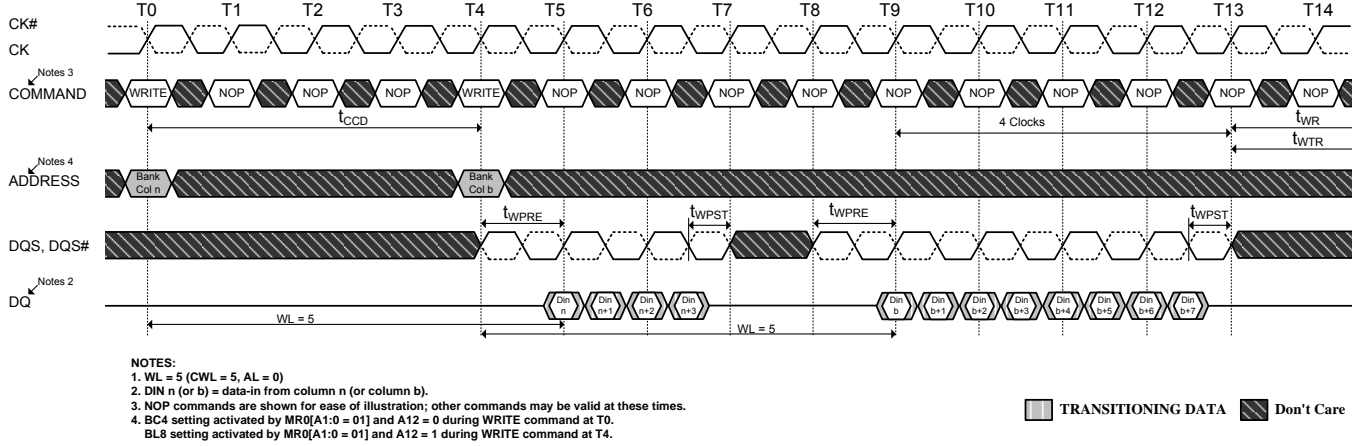 T0 T1 T2 T3 T4 T5 T6 T7 T8 T9 T10 T11 T12 T13 T14
CK#
CK
Notes 3
COMMAND
WRITE NOP NOP NOP WRITE NOP NOP NOP NOP NOP NOP NOP NOP NOP NOP
tCCD
4 Clocks
tWR
tWTR
Notes 4
ADDRESS
Bank
Col n
Bank
Col b
tWPRE tWPST tWPRE tWPST
DQS, DQS#
Notes 2
DQ
Din
n
Din
n+1
Din
n+2
Din
n+3
Din
b
Din
b+1
Din
b+2
Din
b+3
Din
b+4
Din
b+5
Din
b+6
Din
b+7
WL = 5
WL = 5
NOTES:
1. WL = 5 (CWL = 5, AL = 0)
2. DIN n (or b) = data-in from column n (or column b).
3. NOP commands are shown for ease of illustration; other commands may be valid at these times.
4. BC4 setting activated by MR0[A1:0 = 01] and A12 = 0 during WRITE command at T0.
BL8 setting activated by MR0[A1:0 = 01] and A12 = 1 during WRITE command at T4.
TRANSITIONING DATA
Don't Care